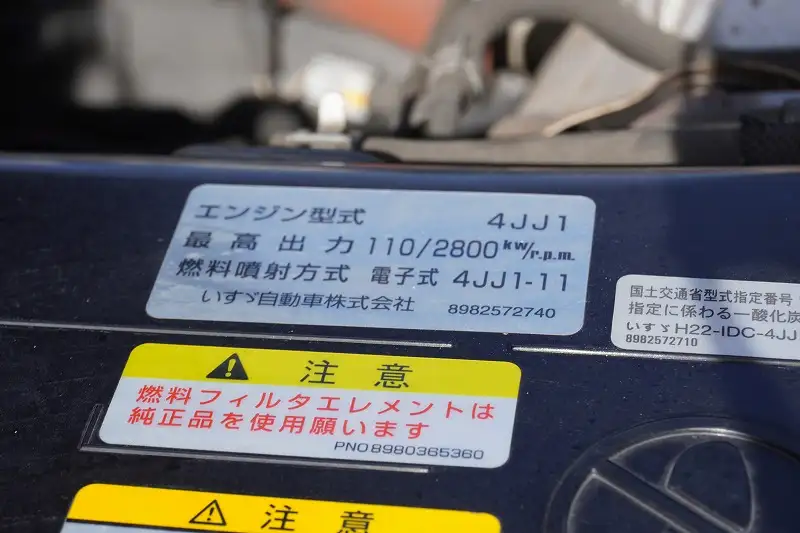 エンジン型式 4JJ1
最高出力 110/2800kw/r.p.m.
燃料噴射方式 電子式 4JJ1-11
いすゞ自動車株式会社 8982572740
国土交通省型式指定番号
指定に係わる一酸化炭
いすゞH22-IDC-4JJ
8982572710
⚠ 注意
燃料フィルタエレメントは
純正品を使用願います
PNO8980365360
⚠ 注意